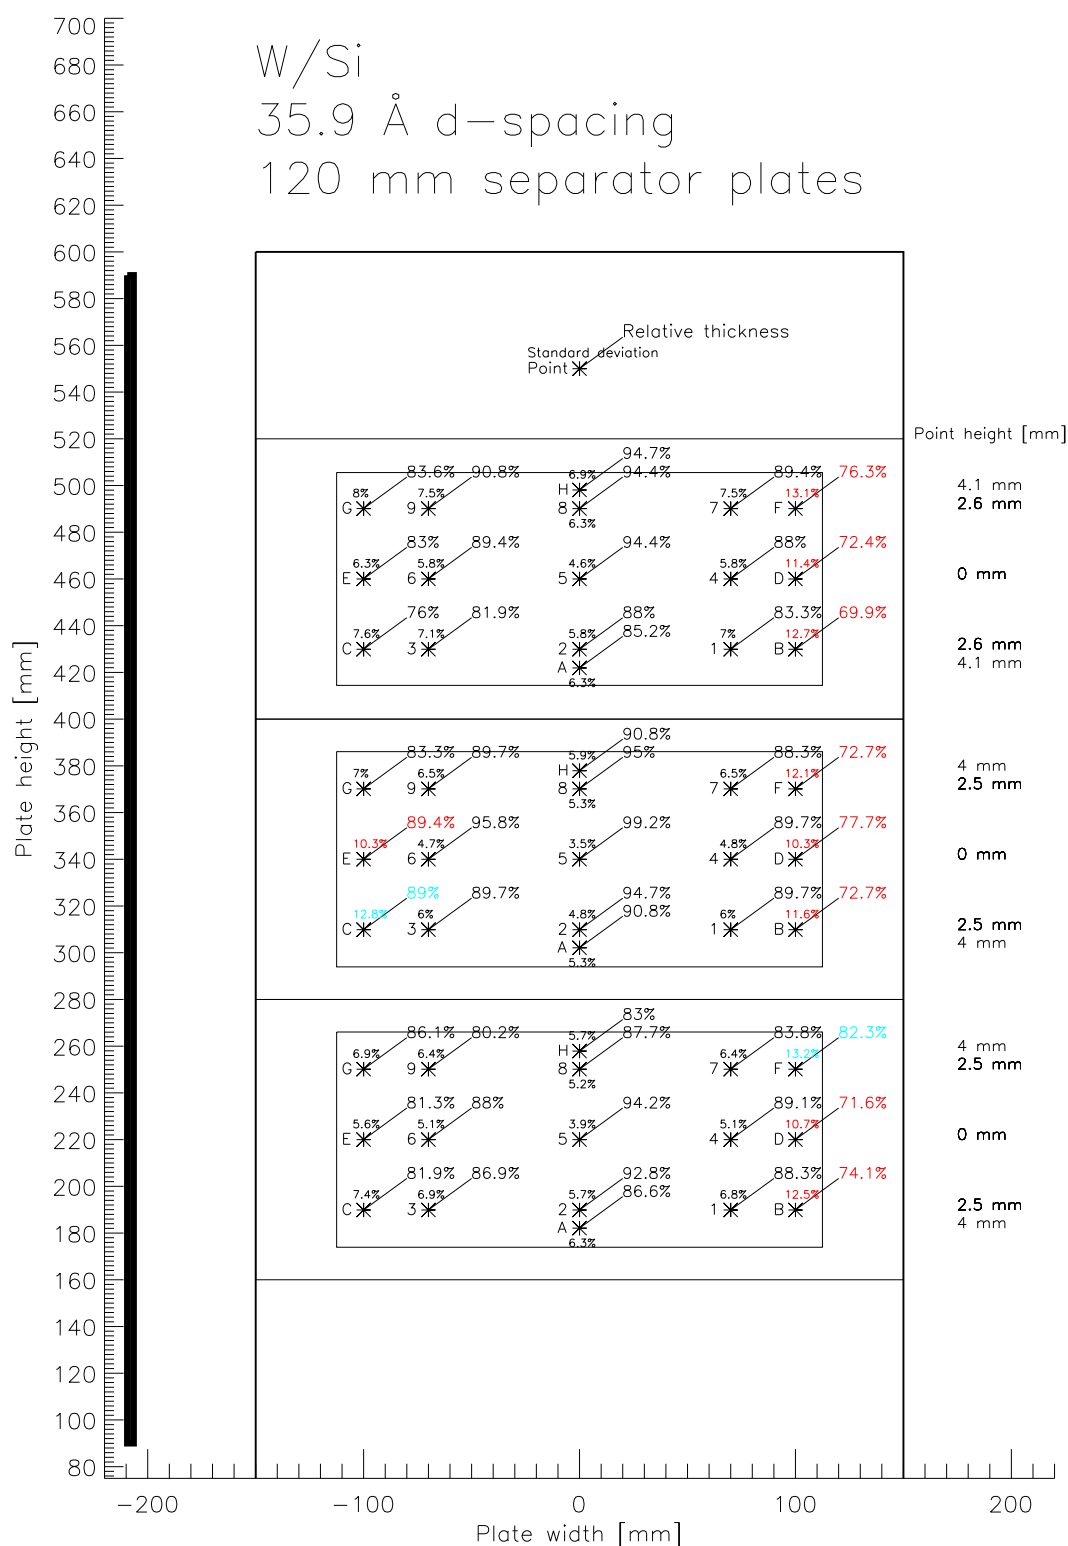 W/Si
35.9 Å d-spacing
120 mm separator plates
700
680
660
640
620
600
580
560
540
520
500
480
460
440
420
400
380
360
340
320
300
280
260
240
220
200
180
160
140
120
100
80
Plate height [mm]
Relative thickness
Standard deviation
Point
Point height [mm]
94.7%
83.6% 90.8% 94.4% 89.4% 76.3%
6.9%
H 4.1 mm
8% 7.5% 7.5% 13.1%
G 9 8 7 F 2.6 mm
6.3%
83% 89.4% 94.4% 88% 72.4%
6.3% 5.8% 4.6% 5.8% 11.4%
E 6 5 4 D 0 mm
76% 81.9% 88% 83.3% 69.9%
85.2%
7.6% 7.1% 5.8% 7% 12.7%
C 3 2 1 B 2.6 mm
A 4.1 mm
6.3%
90.8%
83.3% 89.7% 95% 88.3% 72.7%
5.9%
H 4 mm
7% 6.5% 6.5% 12.1%
G 9 8 7 F 2.5 mm
5.3%
89.4% 95.8% 99.2% 89.7% 77.7%
10.3% 4.7% 3.5% 4.8% 10.3%
E 6 5 4 D 0 mm
89% 89.7% 94.7% 89.7% 72.7%
90.8%
12.8% 6% 4.8% 6% 11.6%
C 3 2 1 B 2.5 mm
A 4 mm
5.3%
83%
86.1% 80.2% 87.7% 83.8% 82.3%
5.7%
H 4 mm
6.9% 6.4% 6.4% 13.2%
G 9 8 7 F 2.5 mm
5.2%
81.3% 88% 94.2% 89.1% 71.6%
5.6% 5.1% 3.9% 5.1% 10.7%
E 6 5 4 D 0 mm
81.9% 86.9% 92.8% 88.3% 74.1%
86.6%
7.4% 6.9% 5.7% 6.8% 12.5%
C 3 2 1 B 2.5 mm
A 4 mm
6.3%
-200 -100 0 100 200
Plate width [mm]